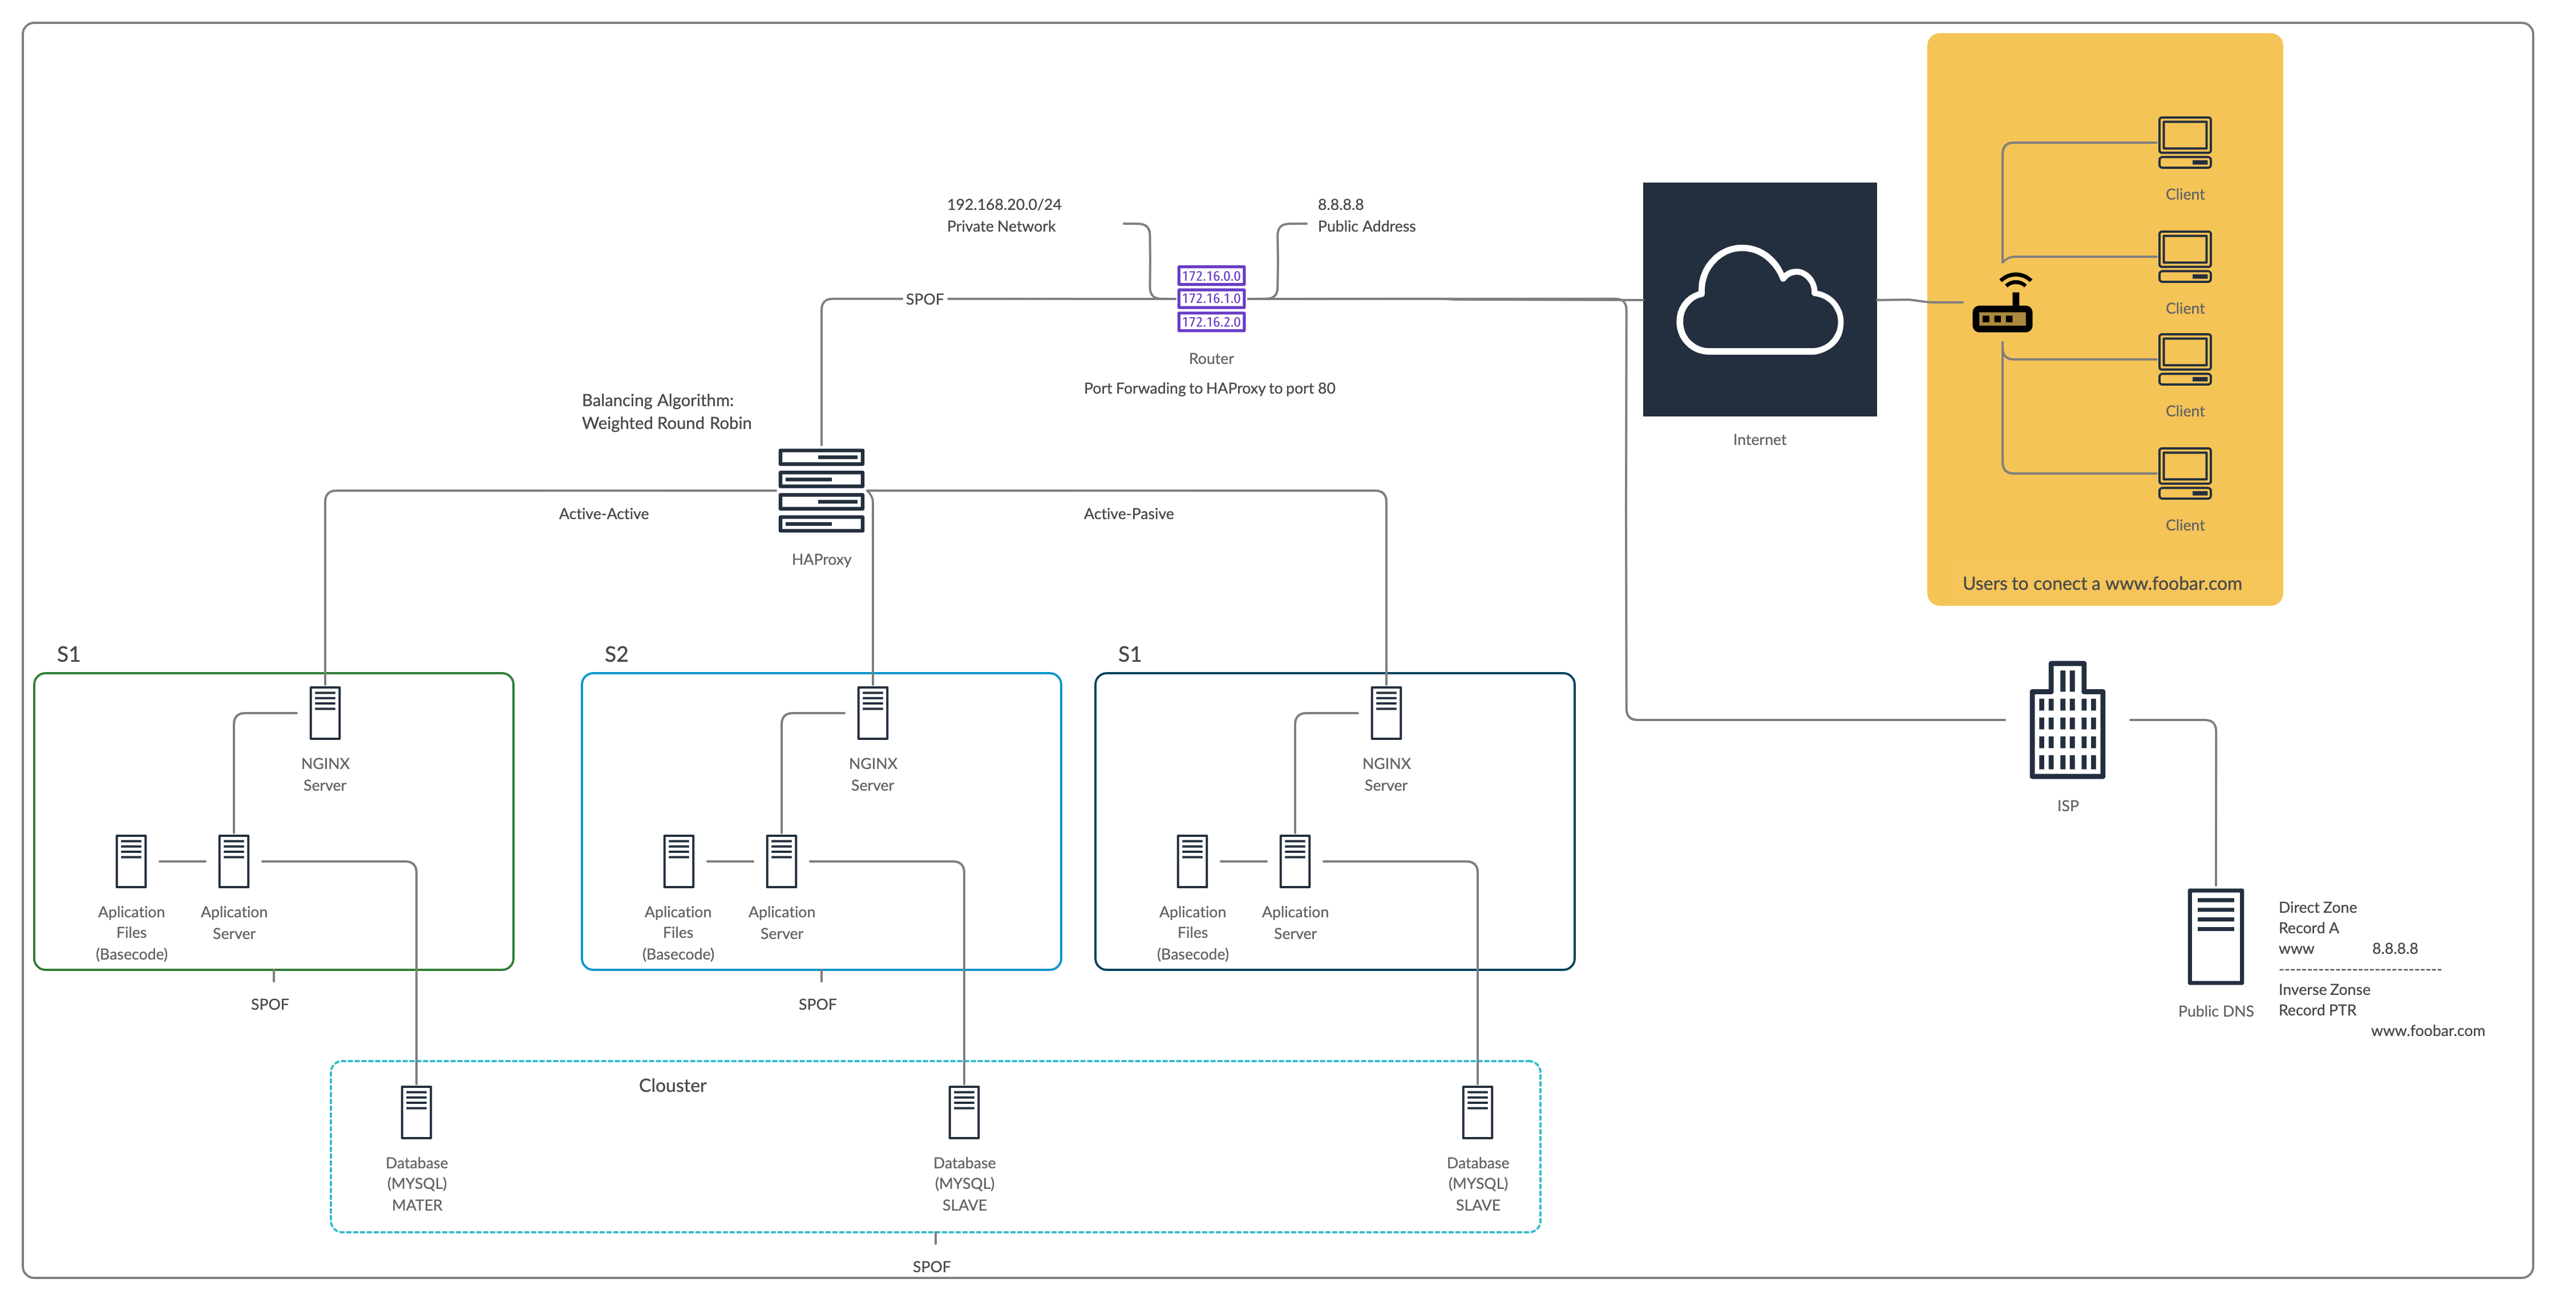 192.168.20.0/24
Private Network
8.8.8.8
Public Address
172.16.0.0
172.16.1.0
172.16.2.0
SPOF
Router
Port Forwading to HAProxy to port 80
Internet
Client
Client
Client
Client
Users to conect a www.foobar.com
Balancing Algorithm:
Weighted Round Robin
Active-Active
Active-Pasive
HAProxy
S1
NGINX
Server
Aplication
Files
(Basecode)
Aplication
Server
SPOF
S2
NGINX
Server
Aplication
Files
(Basecode)
Aplication
Server
SPOF
S1
NGINX
Server
Aplication
Files
(Basecode)
Aplication
Server
ISP
Public DNS
Direct Zone
Record A
www 8.8.8.8
-----------------------------
Inverse Zonse
Record PTR
www.foobar.com
Clouster
Database
(MYSQL)
MATER
Database
(MYSQL)
SLAVE
Database
(MYSQL)
SLAVE
SPOF